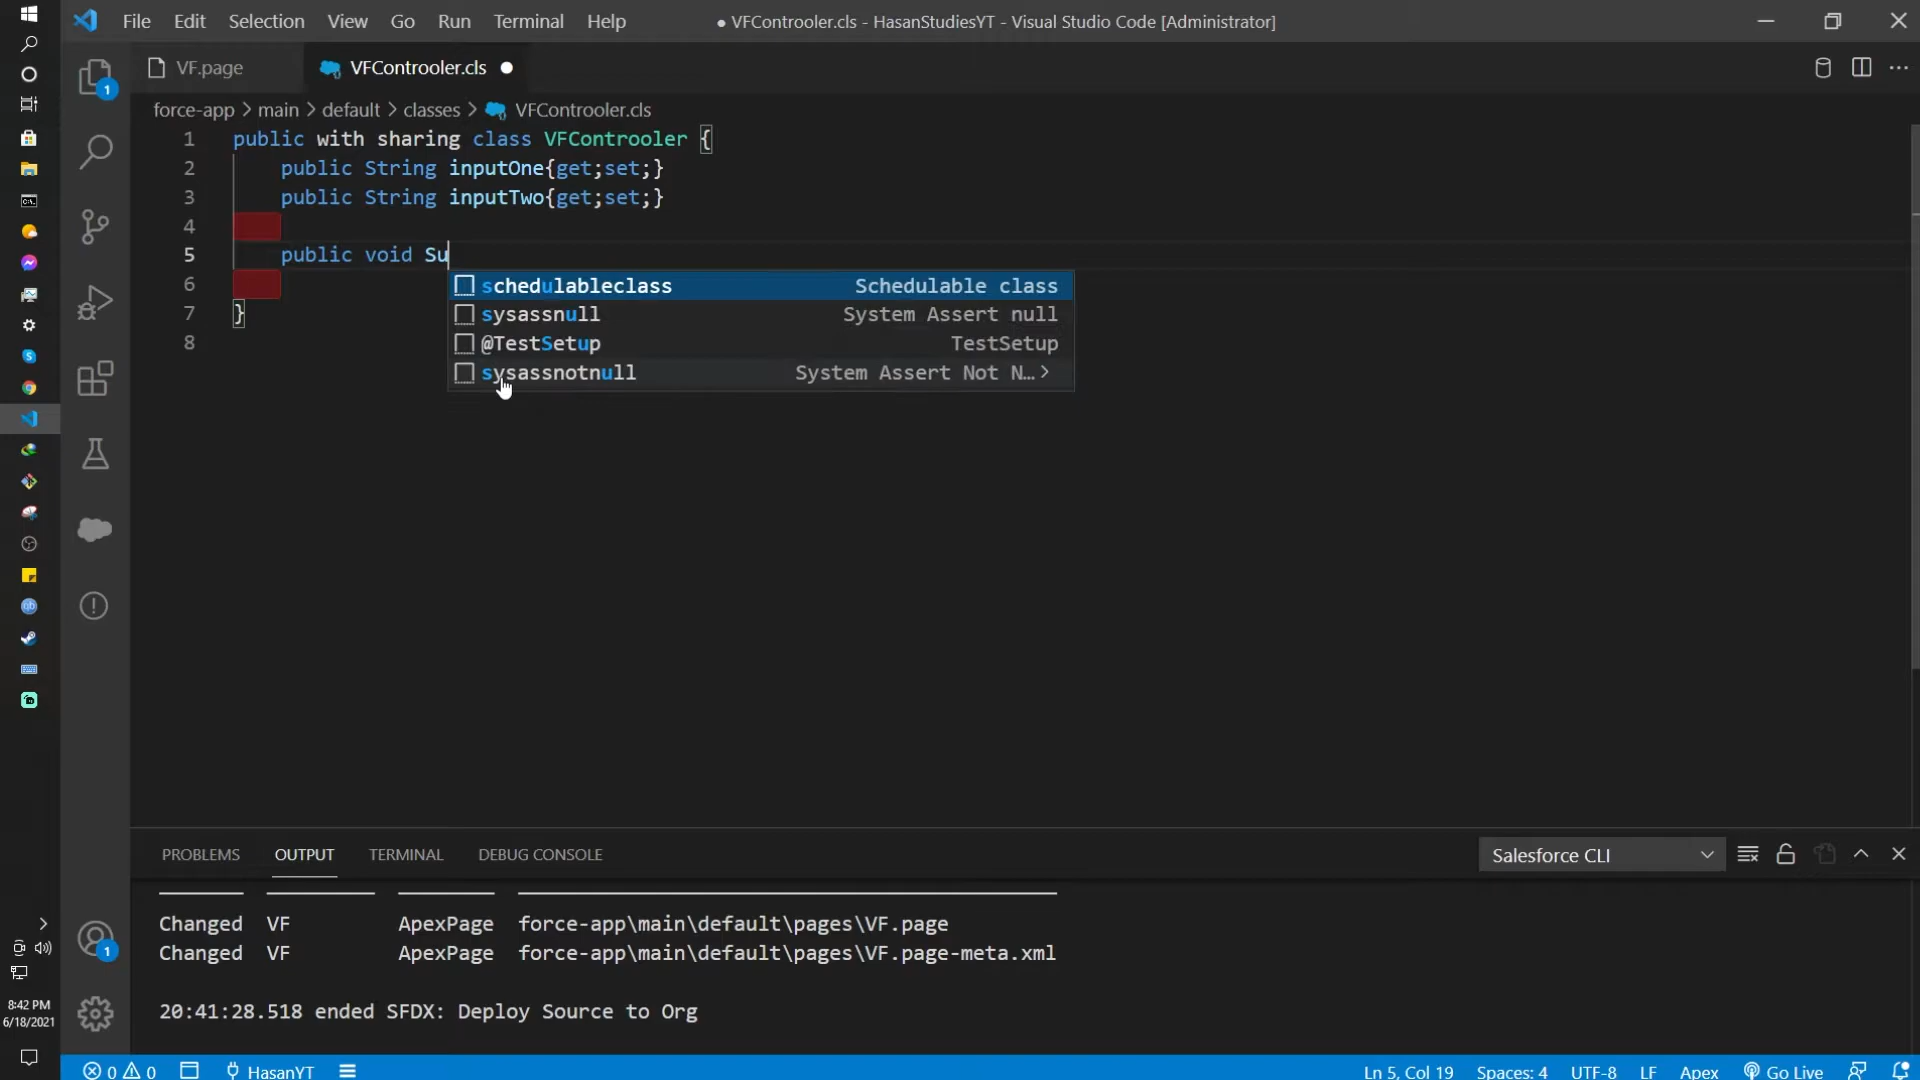 File Edit Selection View Go Run Terminal Help
● VFControoler.cls - HasanStudiesYT - Visual Studio Code [Administrator]
VF.page
VFControoler.cls ●
force-app > main > default > classes > VFControoler.cls
1 public with sharing class VFControoler {
2 public String inputOne{get;set;}
3 public String inputTwo{get;set;}
4
5 public void Su
6
7 }
8
schedulableclass Schedulable class
sysassnull System Assert null
@TestSetup TestSetup
sysassnotnull System Assert Not N… >
1
PROBLEMS OUTPUT TERMINAL DEBUG CONSOLE
Salesforce CLI
Changed VF ApexPage force-app\main\default\pages\VF.page
Changed VF ApexPage force-app\main\default\pages\VF.page-meta.xml
20:41:28.518 ended SFDX: Deploy Source to Org
1
8:42 PM
6/18/2021
0 0 HasanYT
Ln 5, Col 19 Spaces: 4 UTF-8 LF Apex Go Live